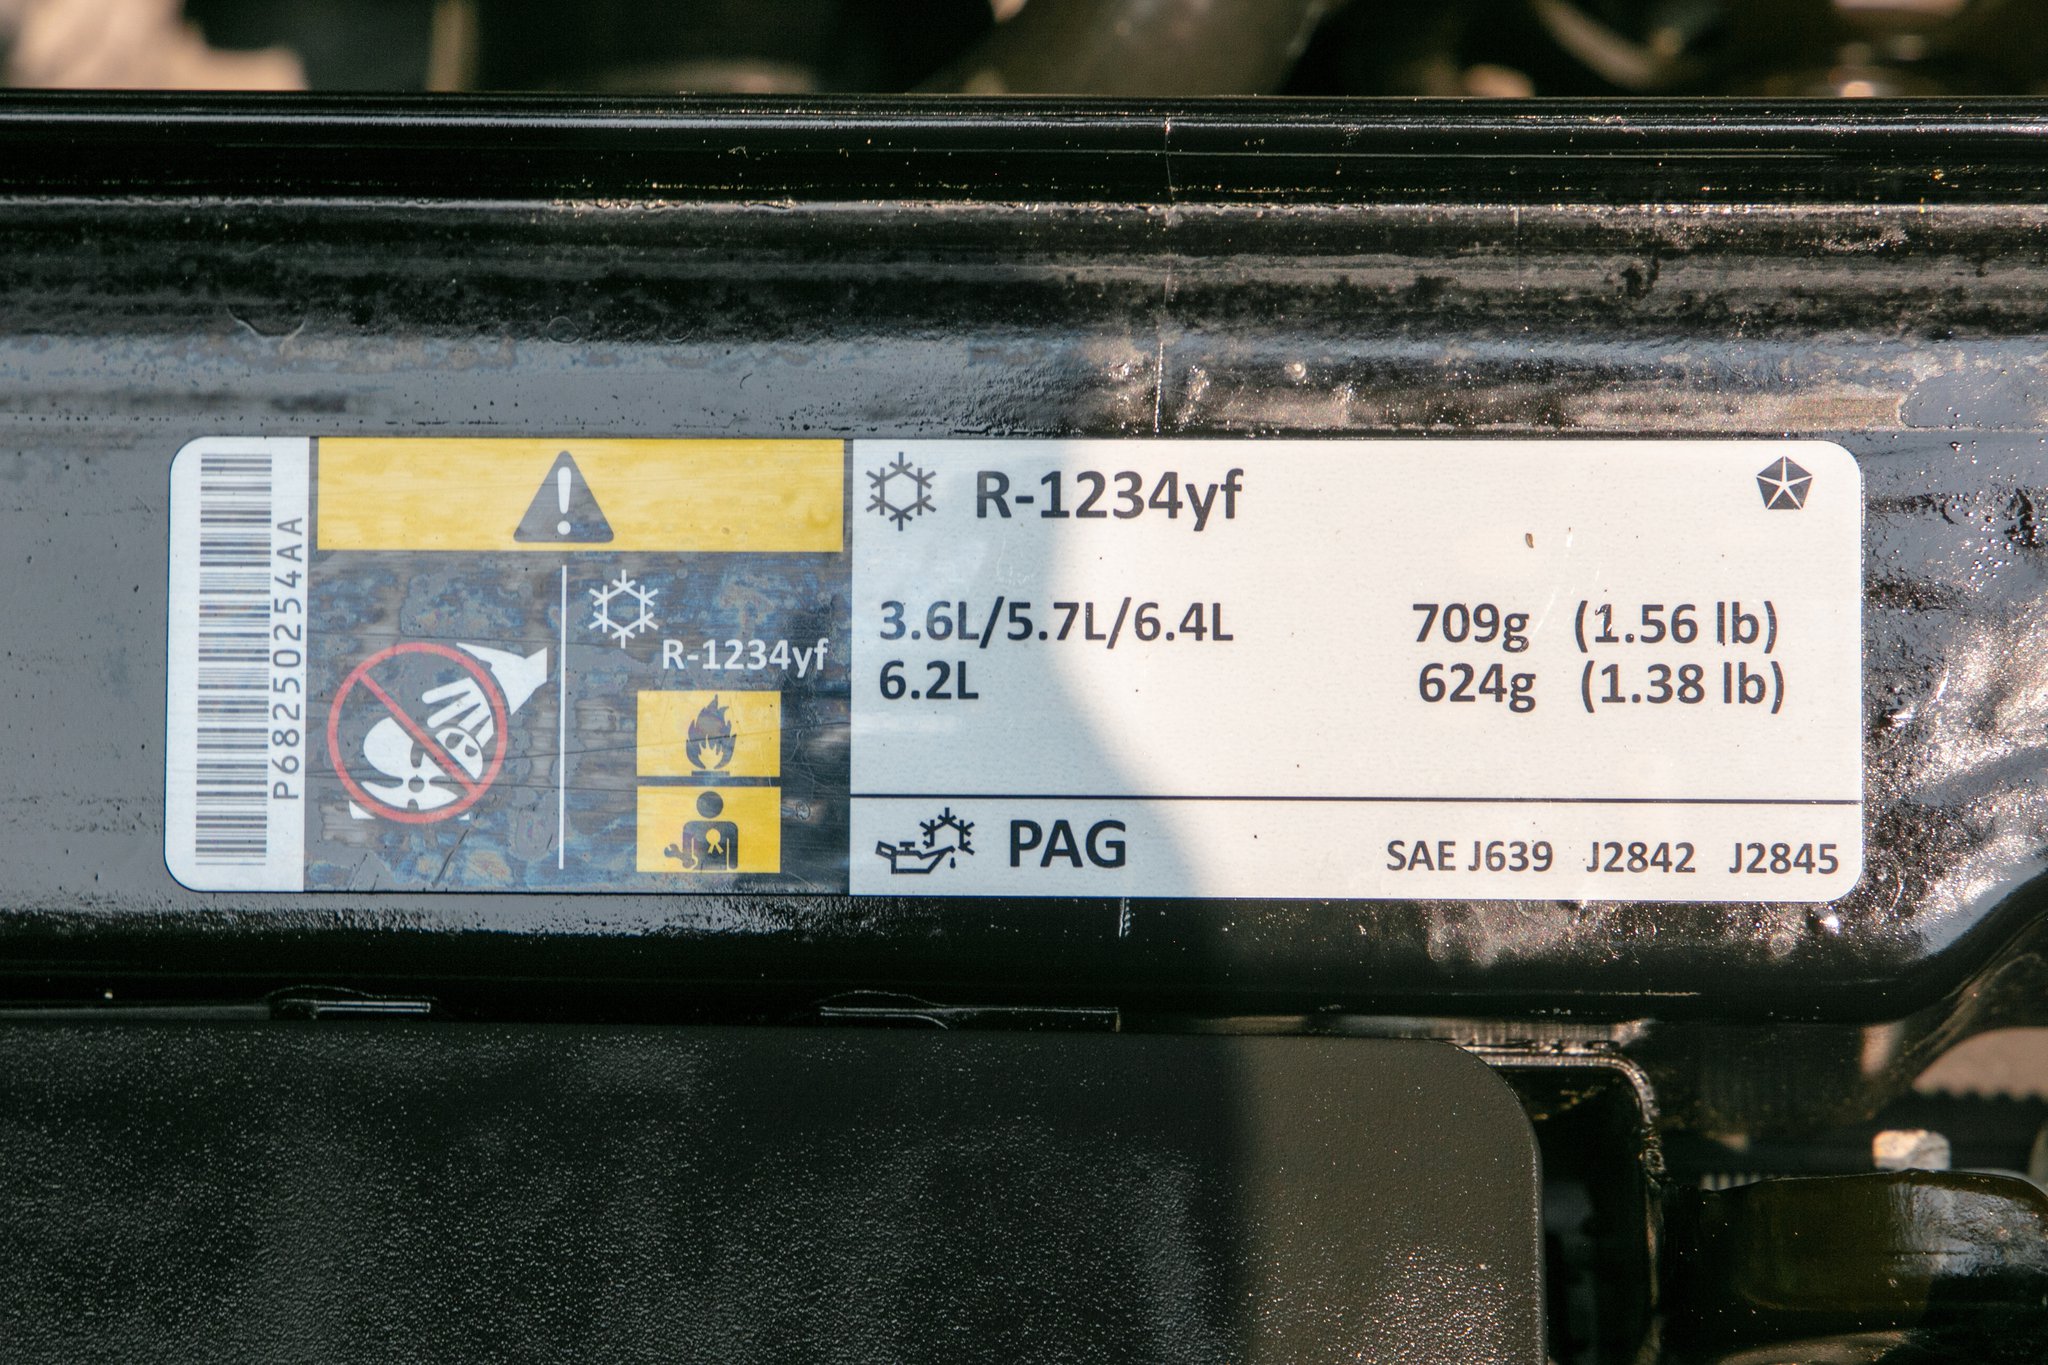 P68250254AA
R-1234yf
R-1234yf
3.6L/5.7L/6.4L 709g (1.56 lb)
6.2L 624g (1.38 lb)
PAG SAE J639 J2842 J2845